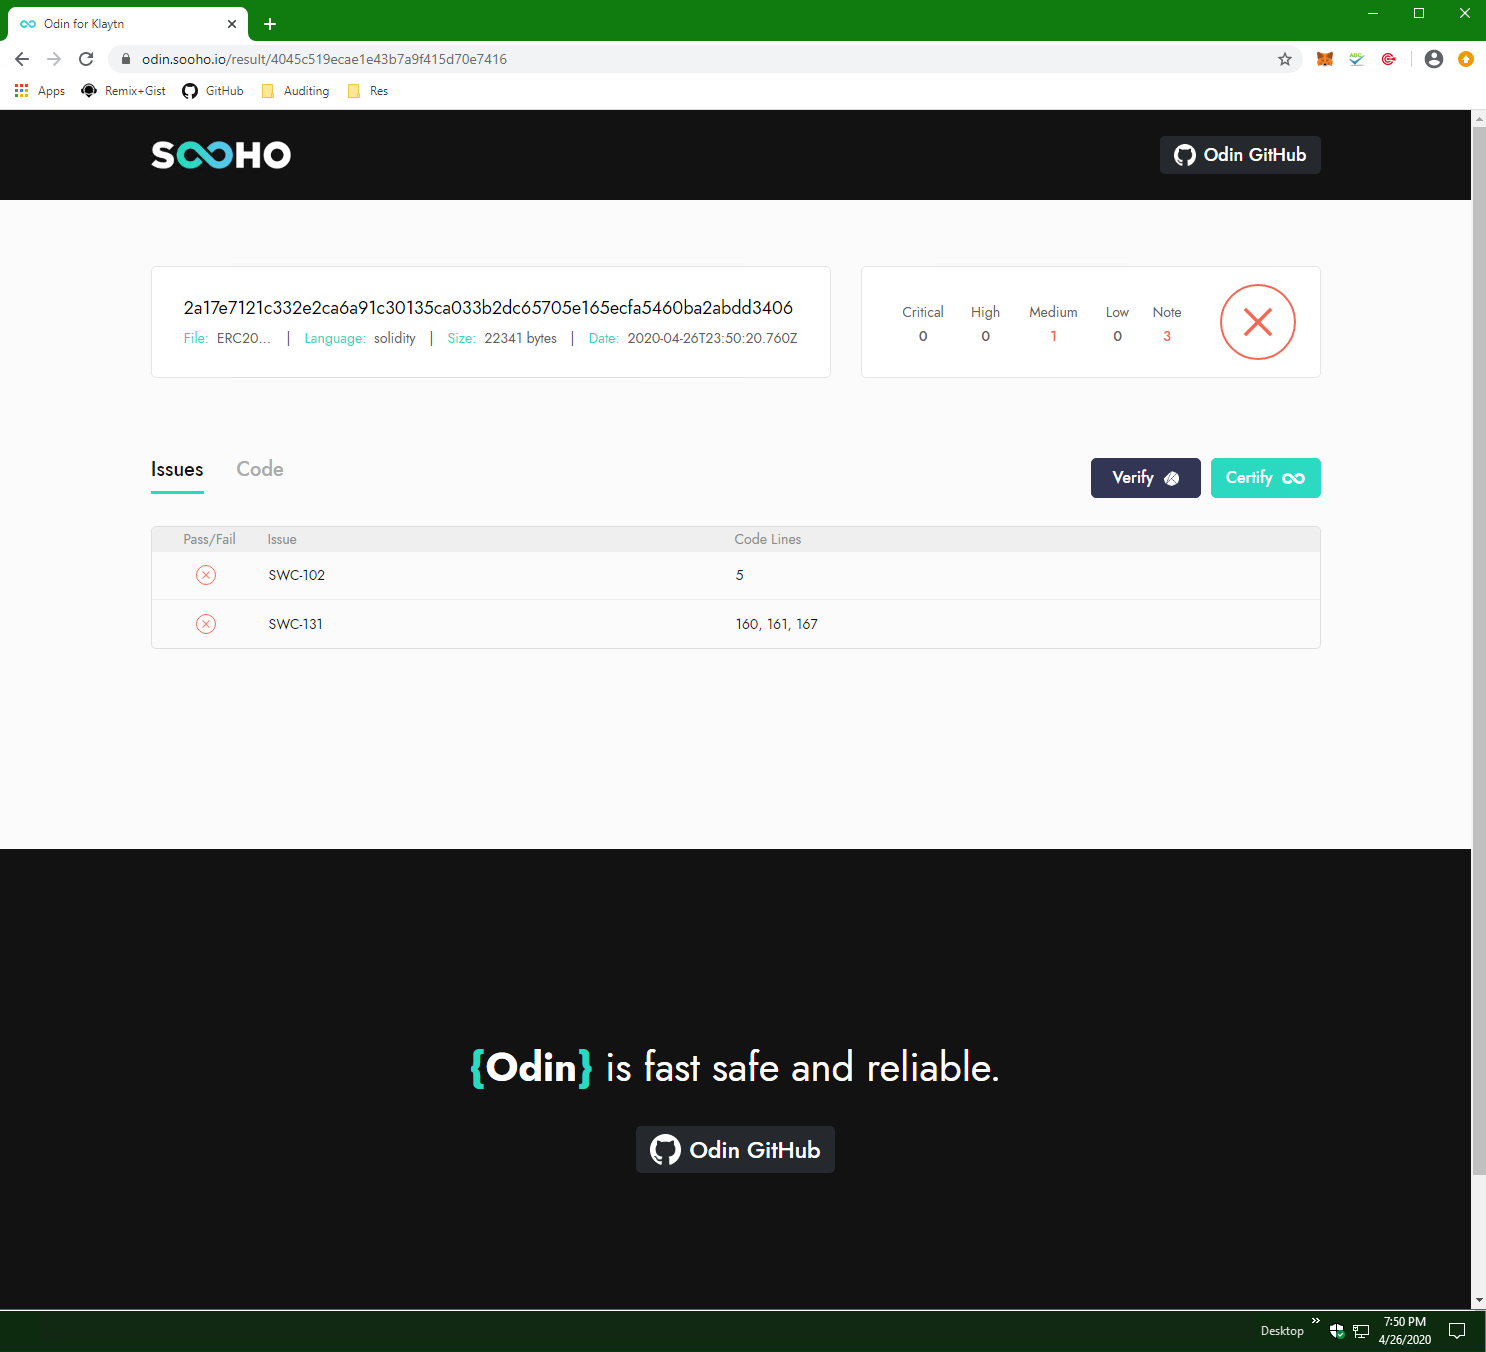 Odin for Klaytn
odin.sooho.io/result/4045c519ecae1e43b7a9f415d70e7416
Apps Remix+Gist GitHub Auditing Res
SOOHO
Odin GitHub
2a17e7121c332e2ca6a91c30135ca033b2dc65705e165ecfa5460ba2abdd3406
File: ERC20... | Language: solidity | Size: 22341 bytes | Date: 2020-04-26T23:50:20.760Z
Critical High Medium Low Note
0 0 1 0 3
Issues Code
Verify Certify
Pass/Fail Issue Code Lines
SWC-102 5
SWC-131 160, 161, 167
{Odin} is fast safe and reliable.
Odin GitHub
Desktop
7:50 PM
4/26/2020